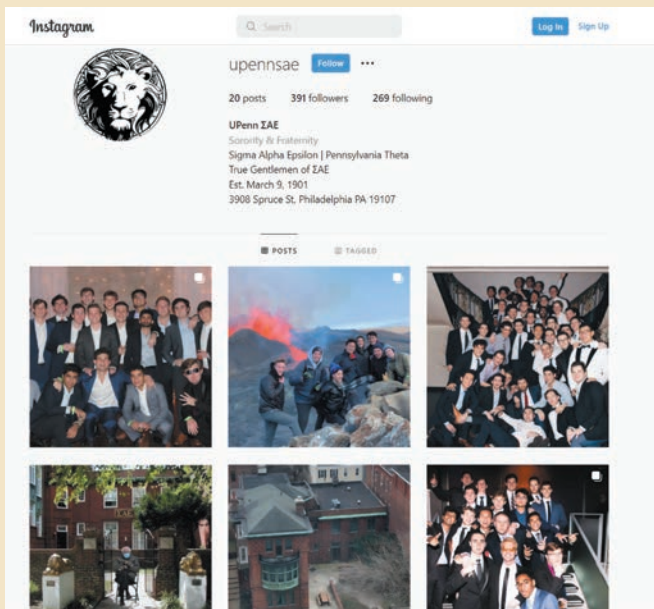 Instagram
Search
Log In
Sign Up
upennsae
Follow
20 posts
391 followers
269 following
UPenn ΣAE
Sorority & Fraternity
Sigma Alpha Epsilon | Pennsylvania Theta
True Gentlemen of ΣAE
Est. March 9, 1901
3908 Spruce St, Philadelphia PA 19107
POSTS
TAGGED